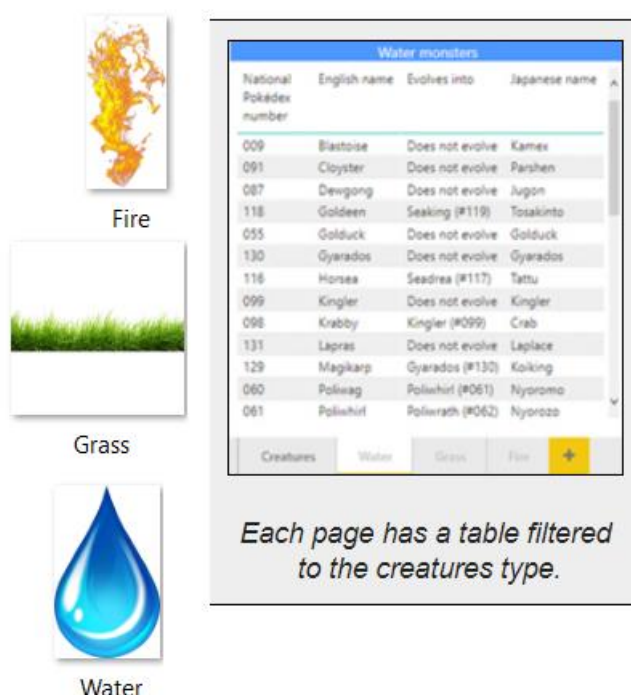 Fire
Grass
Water
Water monsters
National Pokédex number English name Evolves into Japanese name
009 Blastoise Does not evolve Kamex
091 Cloyster Does not evolve Parshen
087 Dewgong Does not evolve Jugon
118 Goldeen Seaking (#119) Tosakinto
055 Golduck Does not evolve Golduck
130 Gyarados Does not evolve Gyarados
116 Horsea Seadrea (#117) Tattu
099 Kingler Does not evolve Kingler
098 Krabby Kingler (#099) Crab
131 Lapras Does not evolve Laplace
129 Magikarp Gyarados (#130) Koiking
060 Poliwag Poliwhirl (#061) Nyoromo
061 Poliwhirl Poliwrath (#062) Nyorozo
Creatures Water Grass Fire +
Each page has a table filtered
to the creatures type.